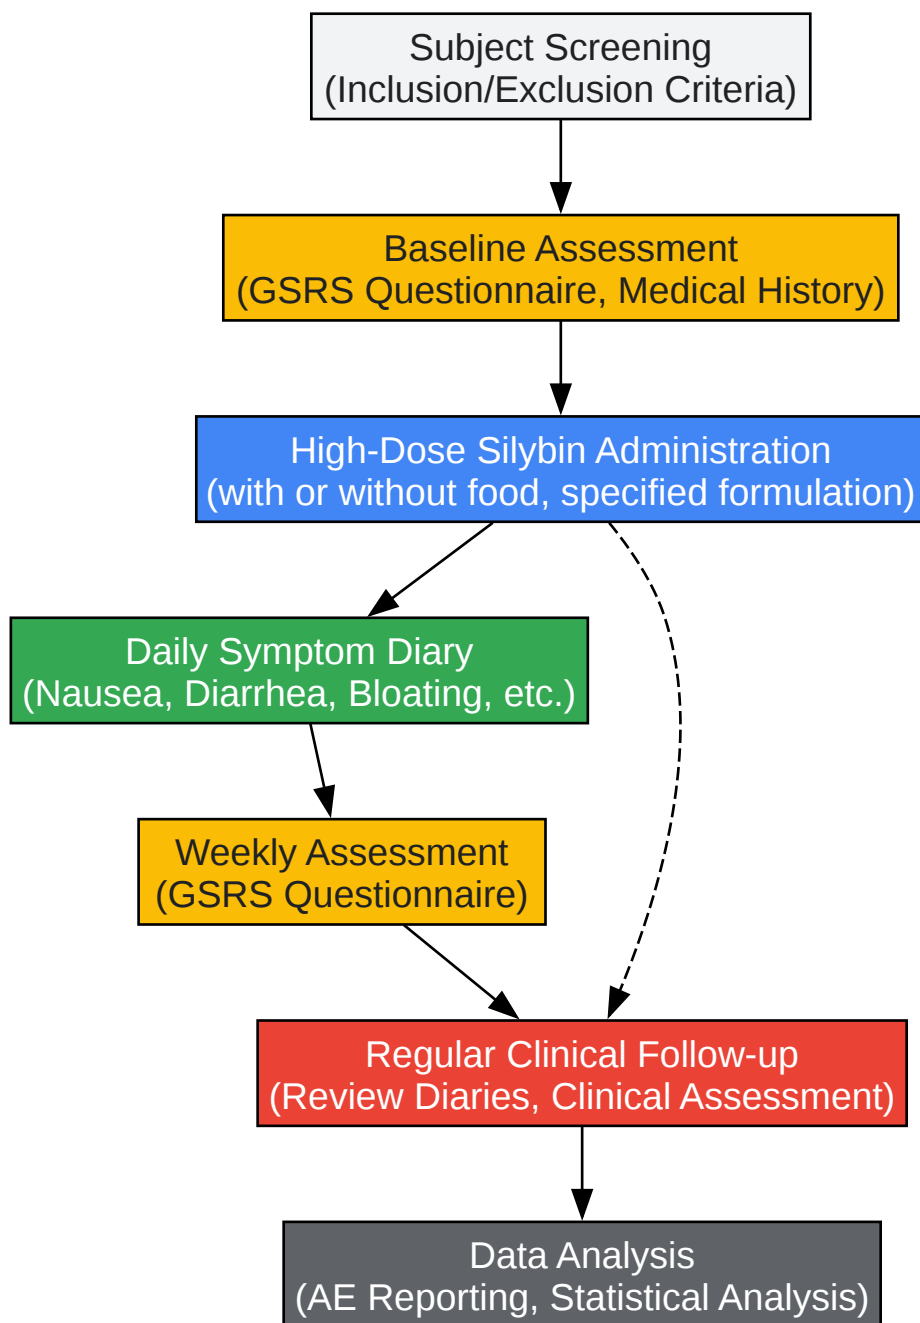 Subject Screening
(Inclusion/Exclusion Criteria)
Baseline Assessment
(GSRS Questionnaire, Medical History)
High-Dose Silybin Administration
(with or without food, specified formulation)
Daily Symptom Diary
(Nausea, Diarrhea, Bloating, etc.)
Weekly Assessment
(GSRS Questionnaire)
Regular Clinical Follow-up
(Review Diaries, Clinical Assessment)
Data Analysis
(AE Reporting, Statistical Analysis)